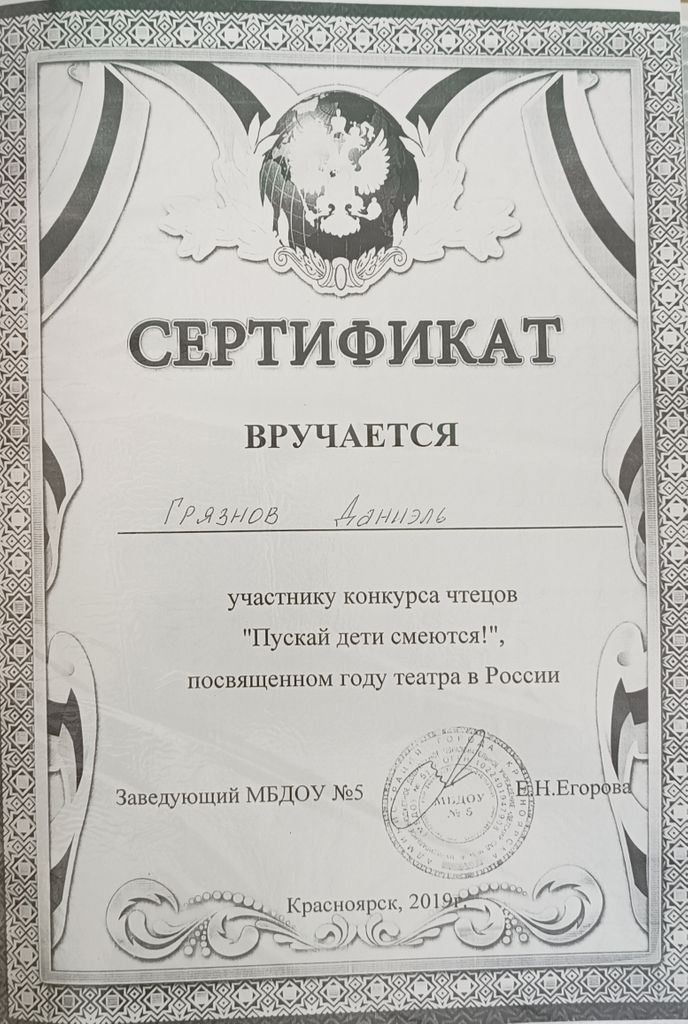 СЕРТИФИКАТ
ВРУЧАЕТСЯ
Грязнов Даниэль
участнику конкурса чтецов
"Пускай дети смеются!",
посвященном году театра в России
Заведующий МБДОУ №5
МБДОУ
№ 5
Е.Н.Егорова
Красноярск, 2019г